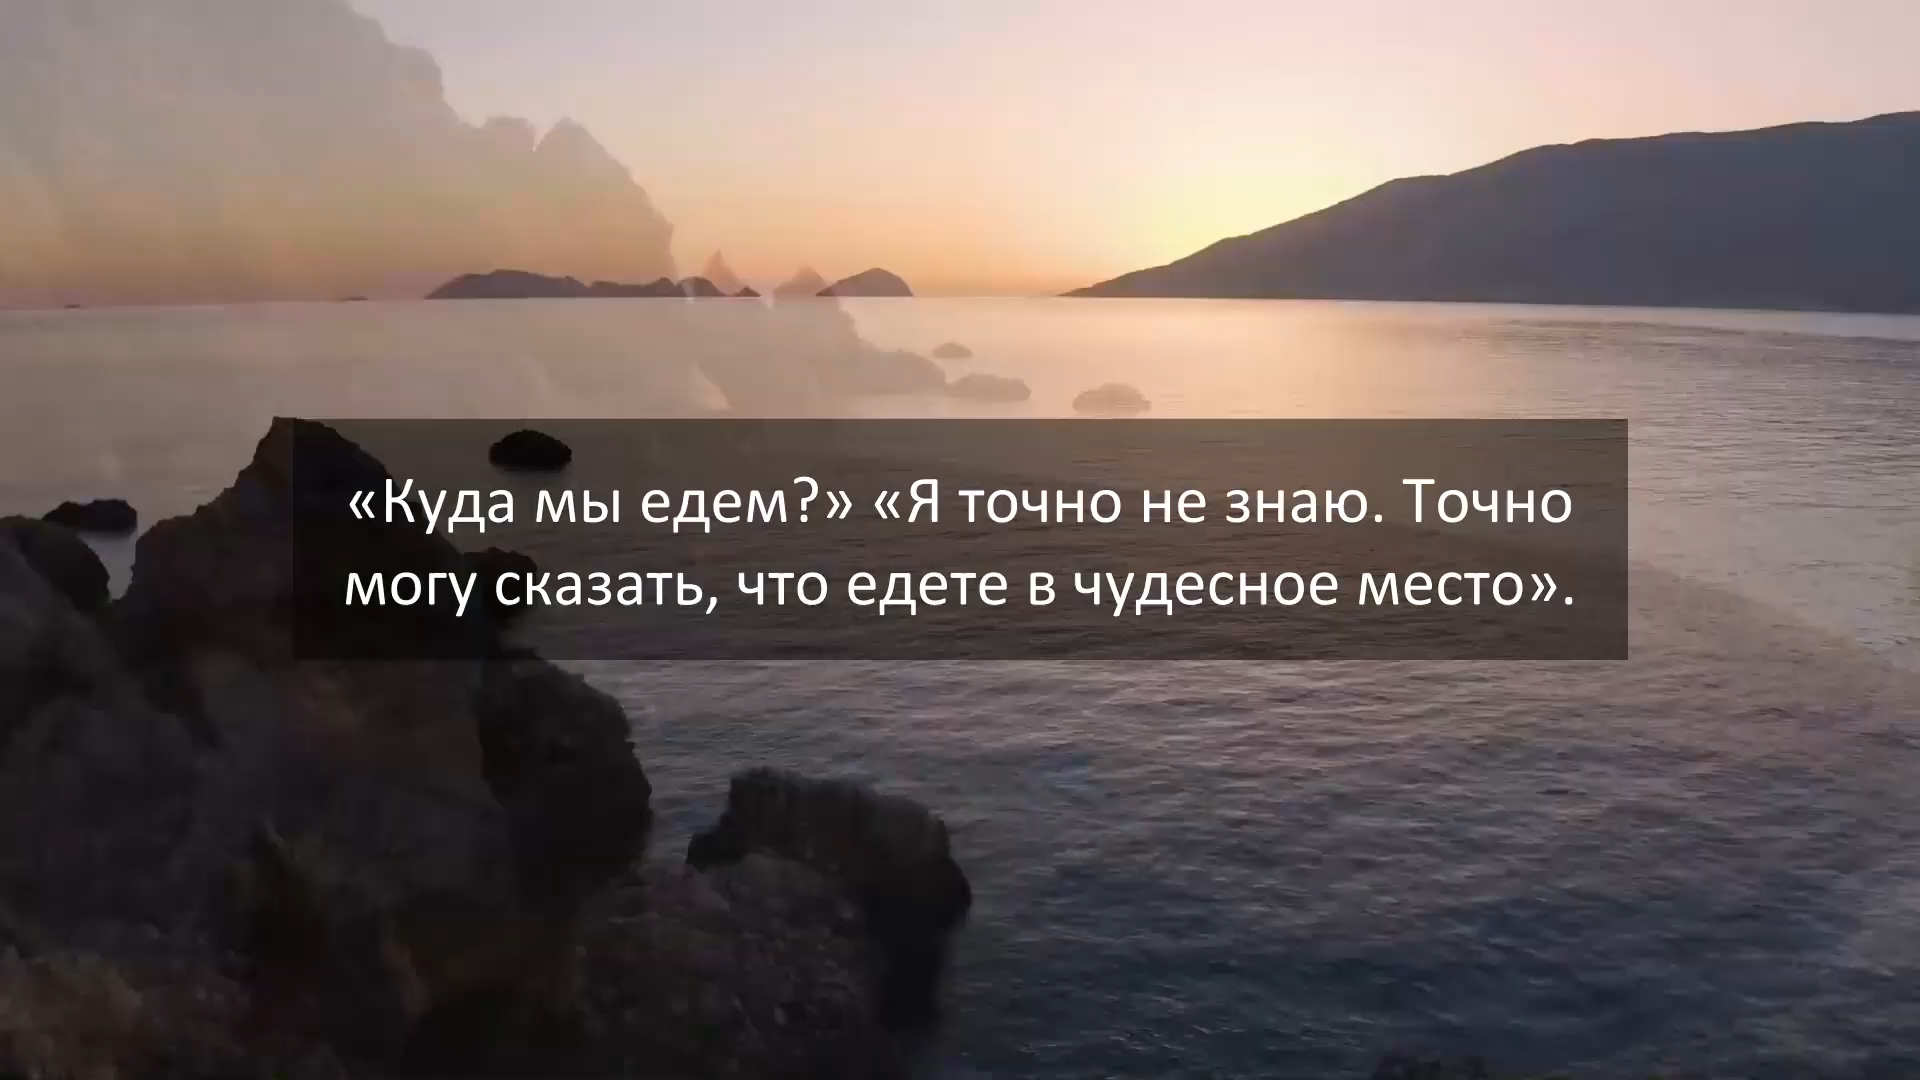 «Куда мы едем?» «Я точно не знаю. Точно
могу сказать, что едете в чудесное место».